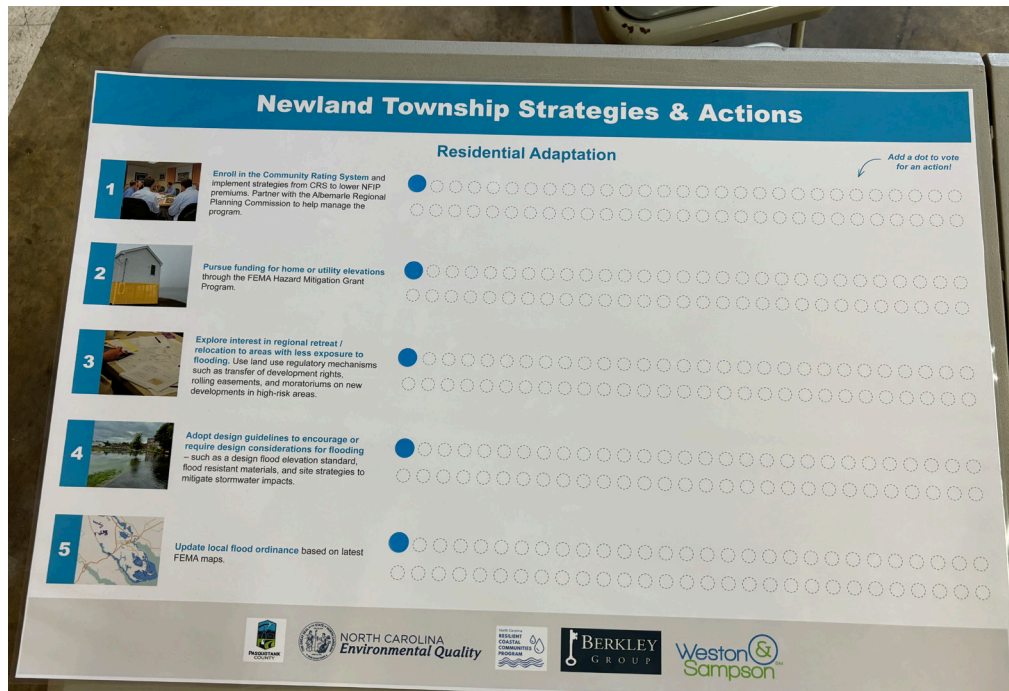 Newland Township Strategies & Actions
Residential Adaptation
Add a dot to vote
for an action!
1
Enroll in the Community Rating System and
implement strategies from CRS to lower NFIP
premiums. Partner with the Albemarle Regional
Planning Commission to help manage the
program.
2
Pursue funding for home or utility elevations
through the FEMA Hazard Mitigation Grant
Program.
3
Explore interest in regional retreat /
relocation to areas with less exposure to
flooding. Use land use regulatory mechanisms
such as transfer of development rights,
rolling easements, and moratoriums on new
developments in high-risk areas.
4
Adopt design guidelines to encourage or
require design considerations for flooding
– such as a design flood elevation standard,
flood resistant materials, and site strategies to
mitigate stormwater impacts.
5
Update local flood ordinance based on latest
FEMA maps.
PASQUOTANK
COUNTY
NORTH CAROLINA
Environmental Quality
North Carolina
RESILIENT
COASTAL
COMMUNITIES
PROGRAM
BERKLEY
GROUP
Weston &
Sampson